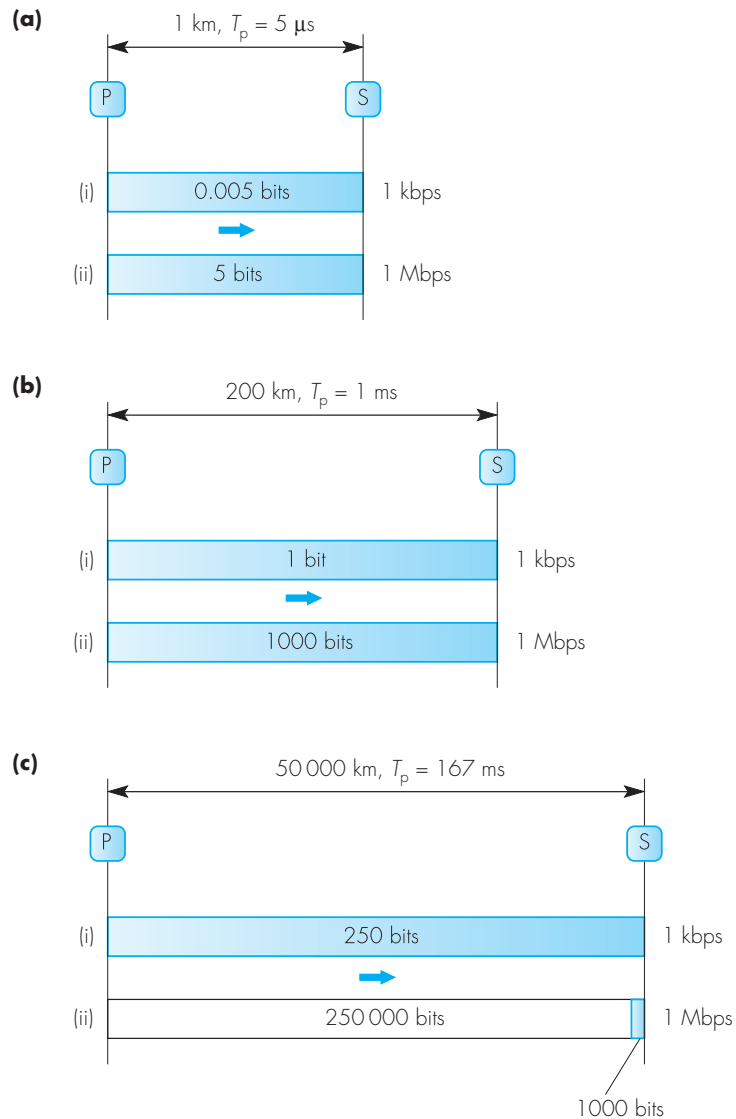 (a)
1 km, Tp = 5 μs
P
S
(i) 0.005 bits 1 kbps
(ii) 5 bits 1 Mbps
(b)
200 km, Tp = 1 ms
P
S
(i) 1 bit 1 kbps
(ii) 1000 bits 1 Mbps
(c)
50 000 km, Tp = 167 ms
P
S
(i) 250 bits 1 kbps
(ii) 250 000 bits 1 Mbps
1000 bits